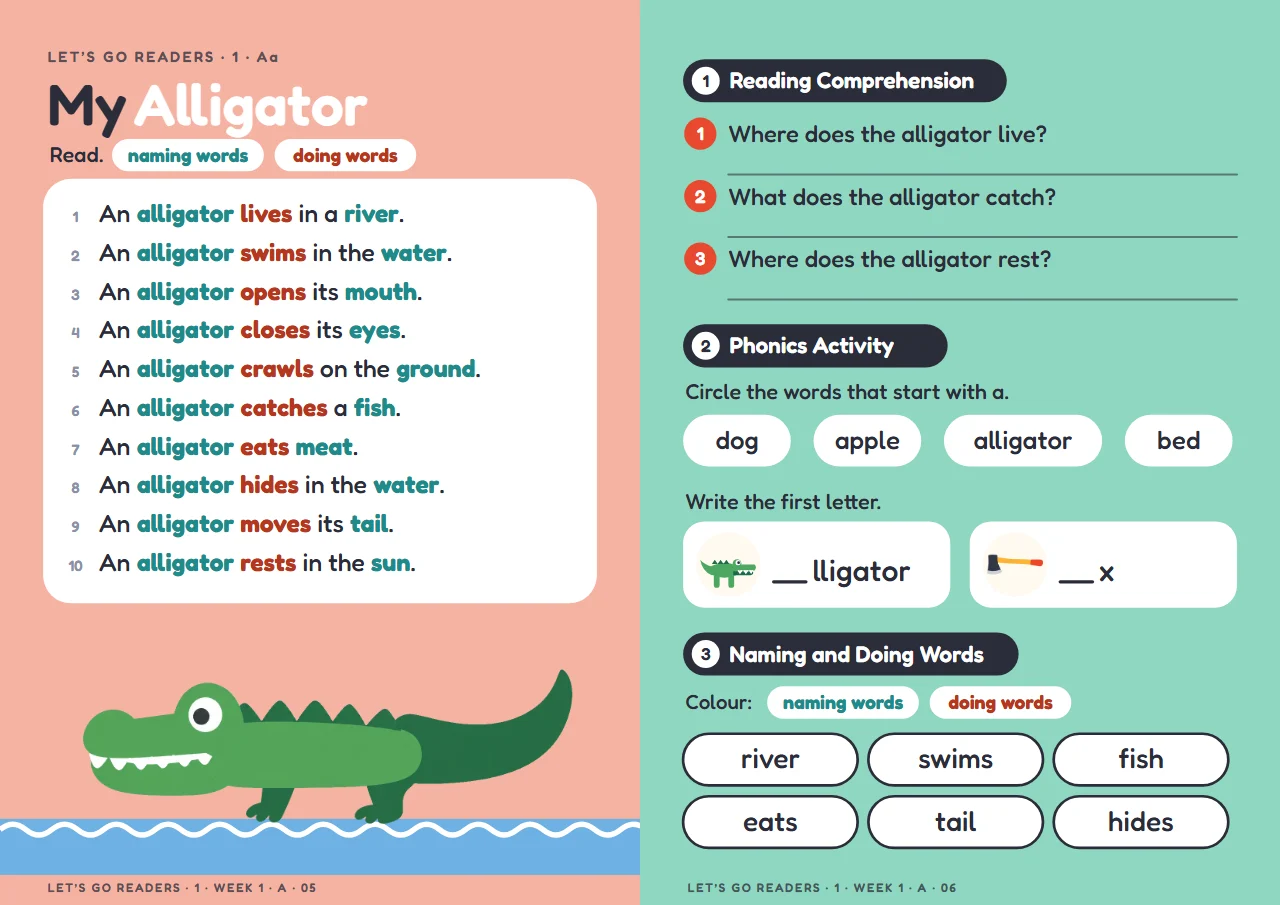 LET'S GO READERS · 1 · Aa
My Alligator
Read. naming words doing words
1 An alligator lives in a river.
2 An alligator swims in the water.
3 An alligator opens its mouth.
4 An alligator closes its eyes.
5 An alligator crawls on the ground.
6 An alligator catches a fish.
7 An alligator eats meat.
8 An alligator hides in the water.
9 An alligator moves its tail.
10 An alligator rests in the sun.
LET'S GO READERS · 1 · WEEK 1 · A · 05
1 Reading Comprehension
1 Where does the alligator live?
2 What does the alligator catch?
3 Where does the alligator rest?
2 Phonics Activity
Circle the words that start with a.
dog apple alligator bed
Write the first letter.
__ lligator __ x
3 Naming and Doing Words
Colour: naming words doing words
river swims fish
eats tail hides
LET'S GO READERS · 1 · WEEK 1 · A · 06